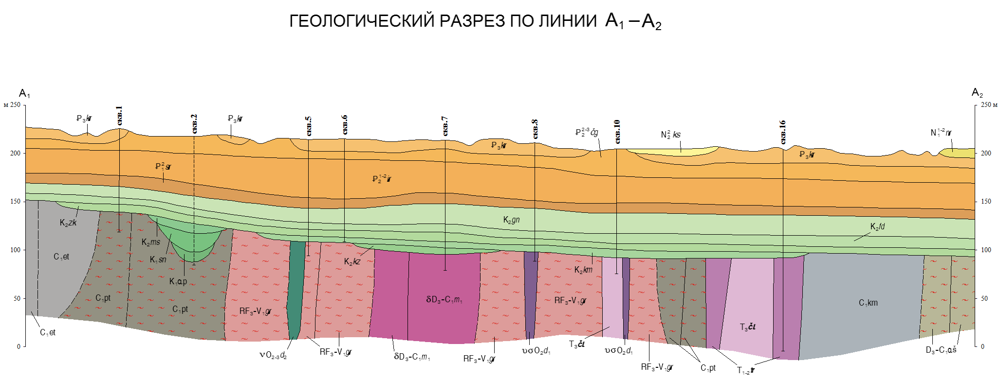 ГЕОЛОГИЧЕСКИЙ РАЗРЕЗ ПО ЛИНИИ А₁ – А₂
А₁
А₂
м 250
200
150
100
50
0
250 м
200
150
100
50
0
скв.1
скв.2
скв.5
скв.6
скв.7
скв.8
скв.10
скв.16
₽₃kr
₽₃kr
₽₃kr
₽₂²⁻³čg
N₂²ks
N₁¹⁻²nr
₽₃kr
₽₁²sr
₽₂¹⁻²ir
K₂zk
K₂gn
K₂fd
K₂ms
C₁et
K₁sn
K₂kz
K₂km
K₁ap
C₁pt
C₁pt
RF₃-V₁gr
δD₃-C₁m₁
RF₃-V₁gr
C₁km
T₃čl
C₁et
νO₂₋₃d₂
RF₃-V₁gr
δD₃-C₁m₁
RF₃-V₁gr
υσO₂d₁
T₃čl
υσO₂d₁
RF₃-V₁gr
C₁pt
T₁₋₂tr
D₃-C₁aš